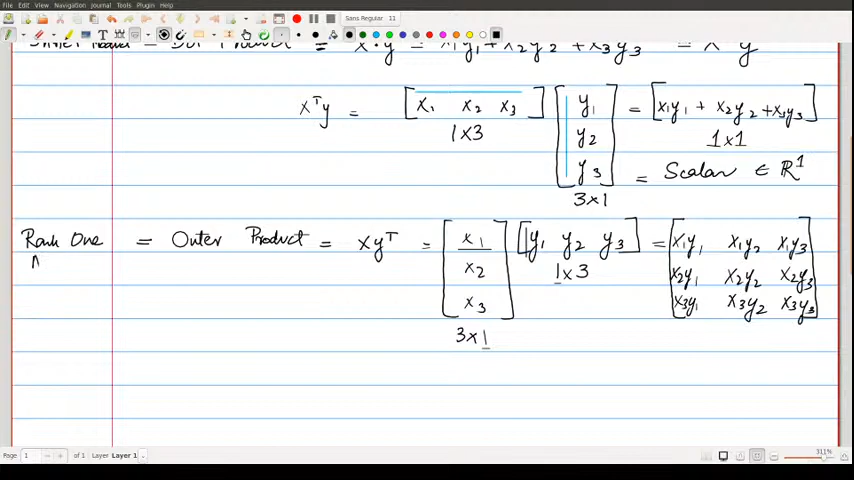 File Edit View Navigation Journal Tools Plugin Help
Sans Regular 11
= Dot Product = x · y = x₁y₁ + x₂y₂ + x₃y₃ = x y
xᵀy = [x₁ x₂ x₃] [y₁ y₂ y₃] = [x₁y₁ + x₂y₂ + x₃y₃]
1×3 3×1 1×1
= Scalar ∈ ℝ¹
Rank One = Outer Product = xyᵀ = [x₁ x₂ x₃] [y₁ y₂ y₃] = [x₁y₁ x₁y₂ x₁y₃
x₂y₁ x₂y₂ x₂y₃
x₃y₁ x₃y₂ x₃y₃]
3×1 1×3
Page 1 of 1 Layer Layer 1 311%